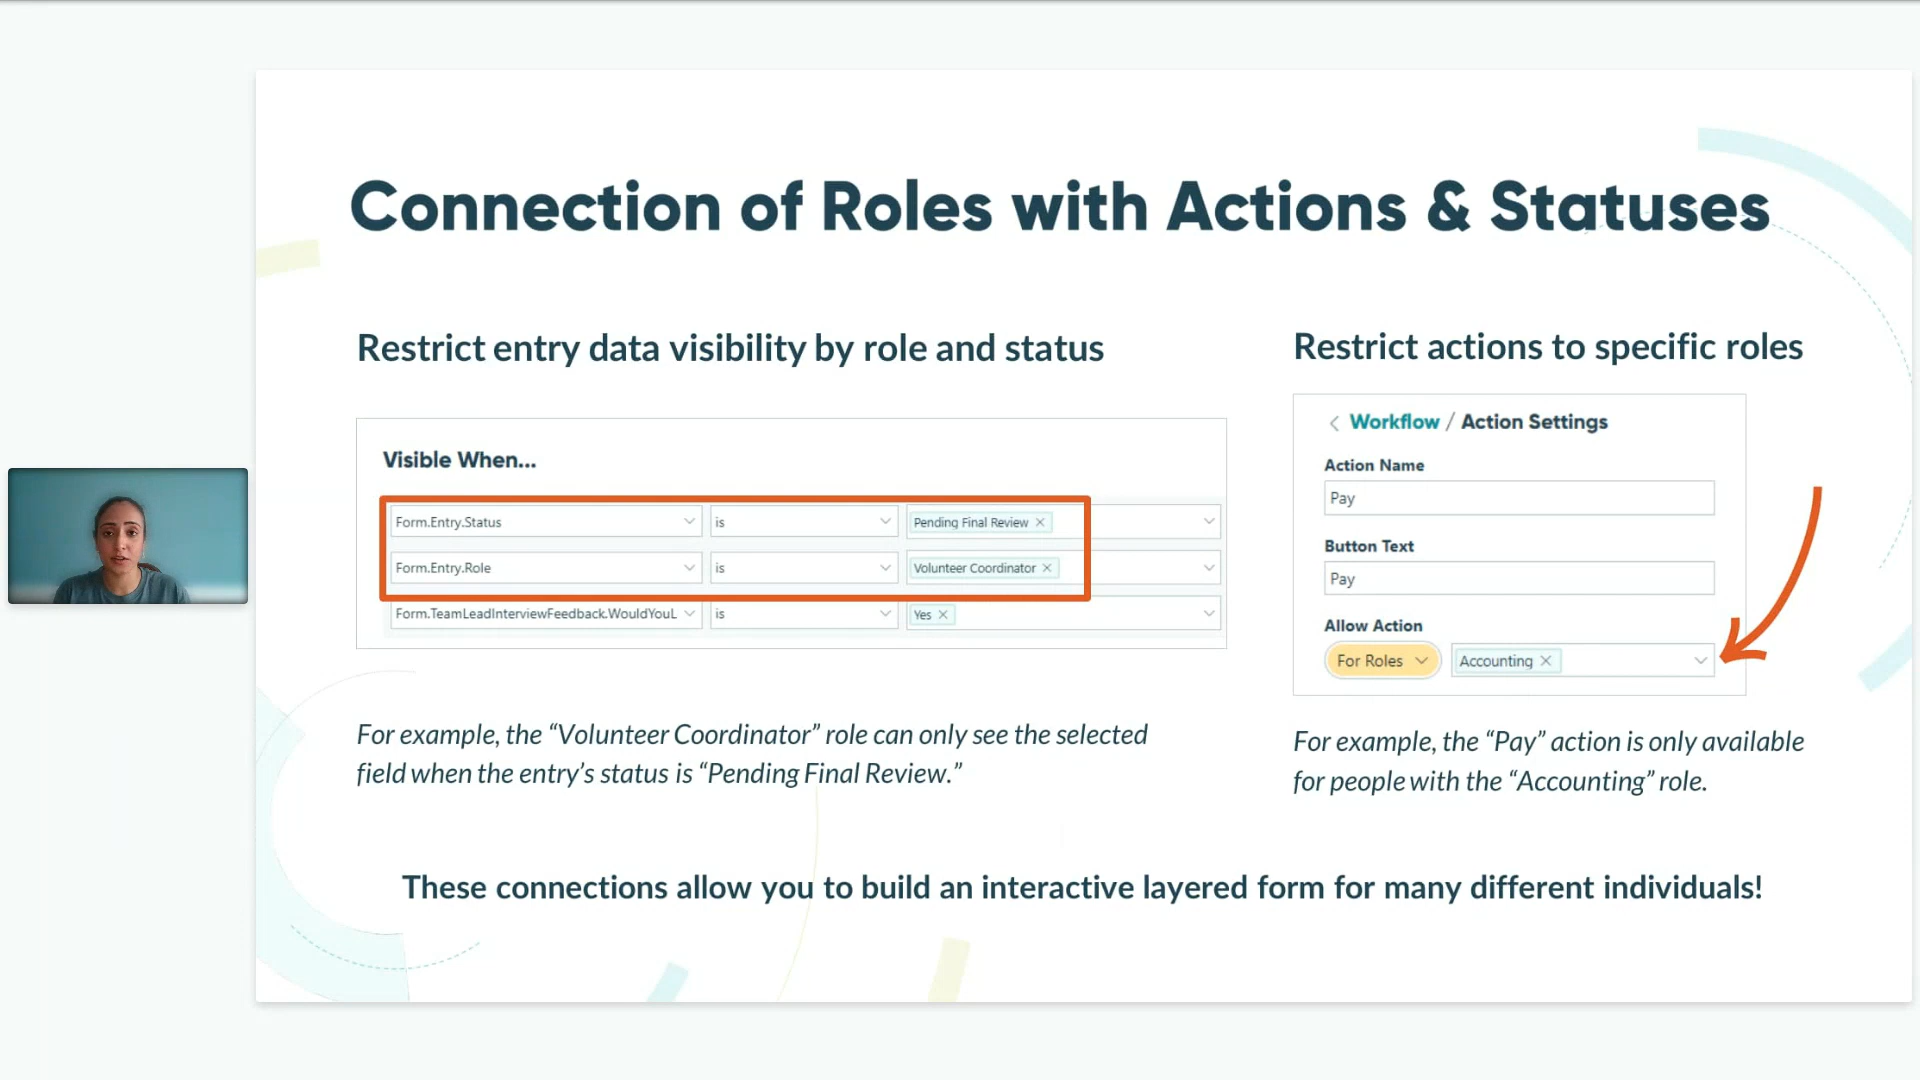 Connection of Roles with Actions & Statuses
Restrict entry data visibility by role and status
Visible When...
Form.Entry.Status is Pending Final Review
Form.Entry.Role is Volunteer Coordinator
Form.TeamLeadInterviewFeedback.WouldYouL is Yes
For example, the “Volunteer Coordinator” role can only see the selected
field when the entry’s status is “Pending Final Review.”
Restrict actions to specific roles
Workflow / Action Settings
Action Name
Pay
Button Text
Pay
Allow Action
For Roles Accounting
For example, the “Pay” action is only available
for people with the “Accounting” role.
These connections allow you to build an interactive layered form for many different individuals!